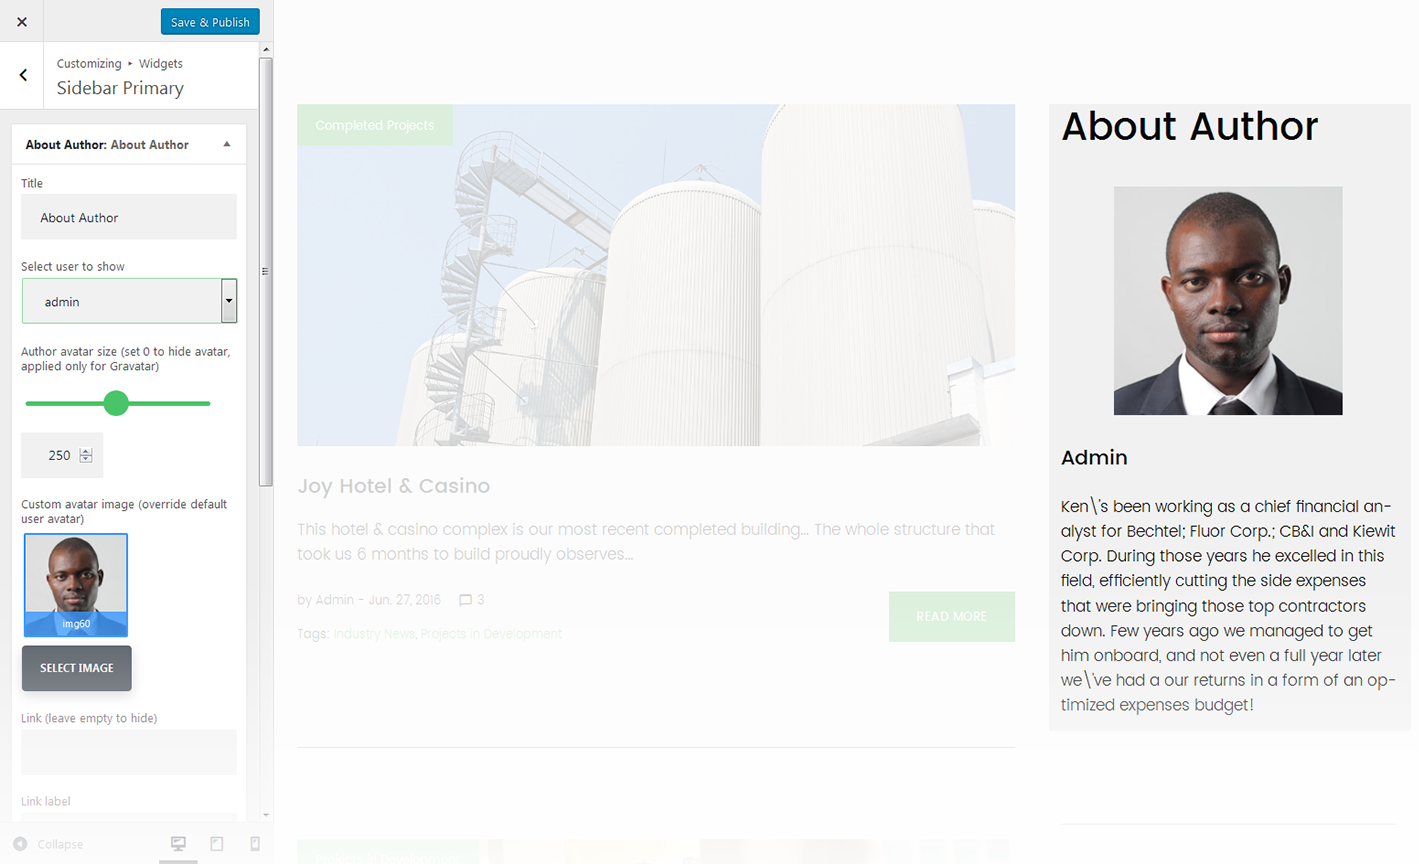 Save & Publish
Customizing ▸ Widgets
Sidebar Primary
About Author: About Author
Title
About Author
Select user to show
admin
Author avatar size (set 0 to hide avatar,
applied only for Gravatar)
250
Custom avatar image (override default
user avatar)
img60
SELECT IMAGE
Link (leave empty to hide)
Link label
Collapse
Completed Projects
Joy Hotel & Casino
This hotel & casino complex is our most recent completed building... The whole structure that
took us 6 months to build proudly observes...
by Admin - Jun. 27, 2016 3
READ MORE
Tags: Industry News, Projects in Development
Projects in Development
About Author
Admin
Ken\'s been working as a chief financial an-
alyst for Bechtel; Fluor Corp.; CB&I and Kiewit
Corp. During those years he excelled in this
field, efficiently cutting the side expenses
that were bringing those top contractors
down. Few years ago we managed to get
him onboard, and not even a full year later
we\'ve had a our returns in a form of an op-
timized expenses budget!